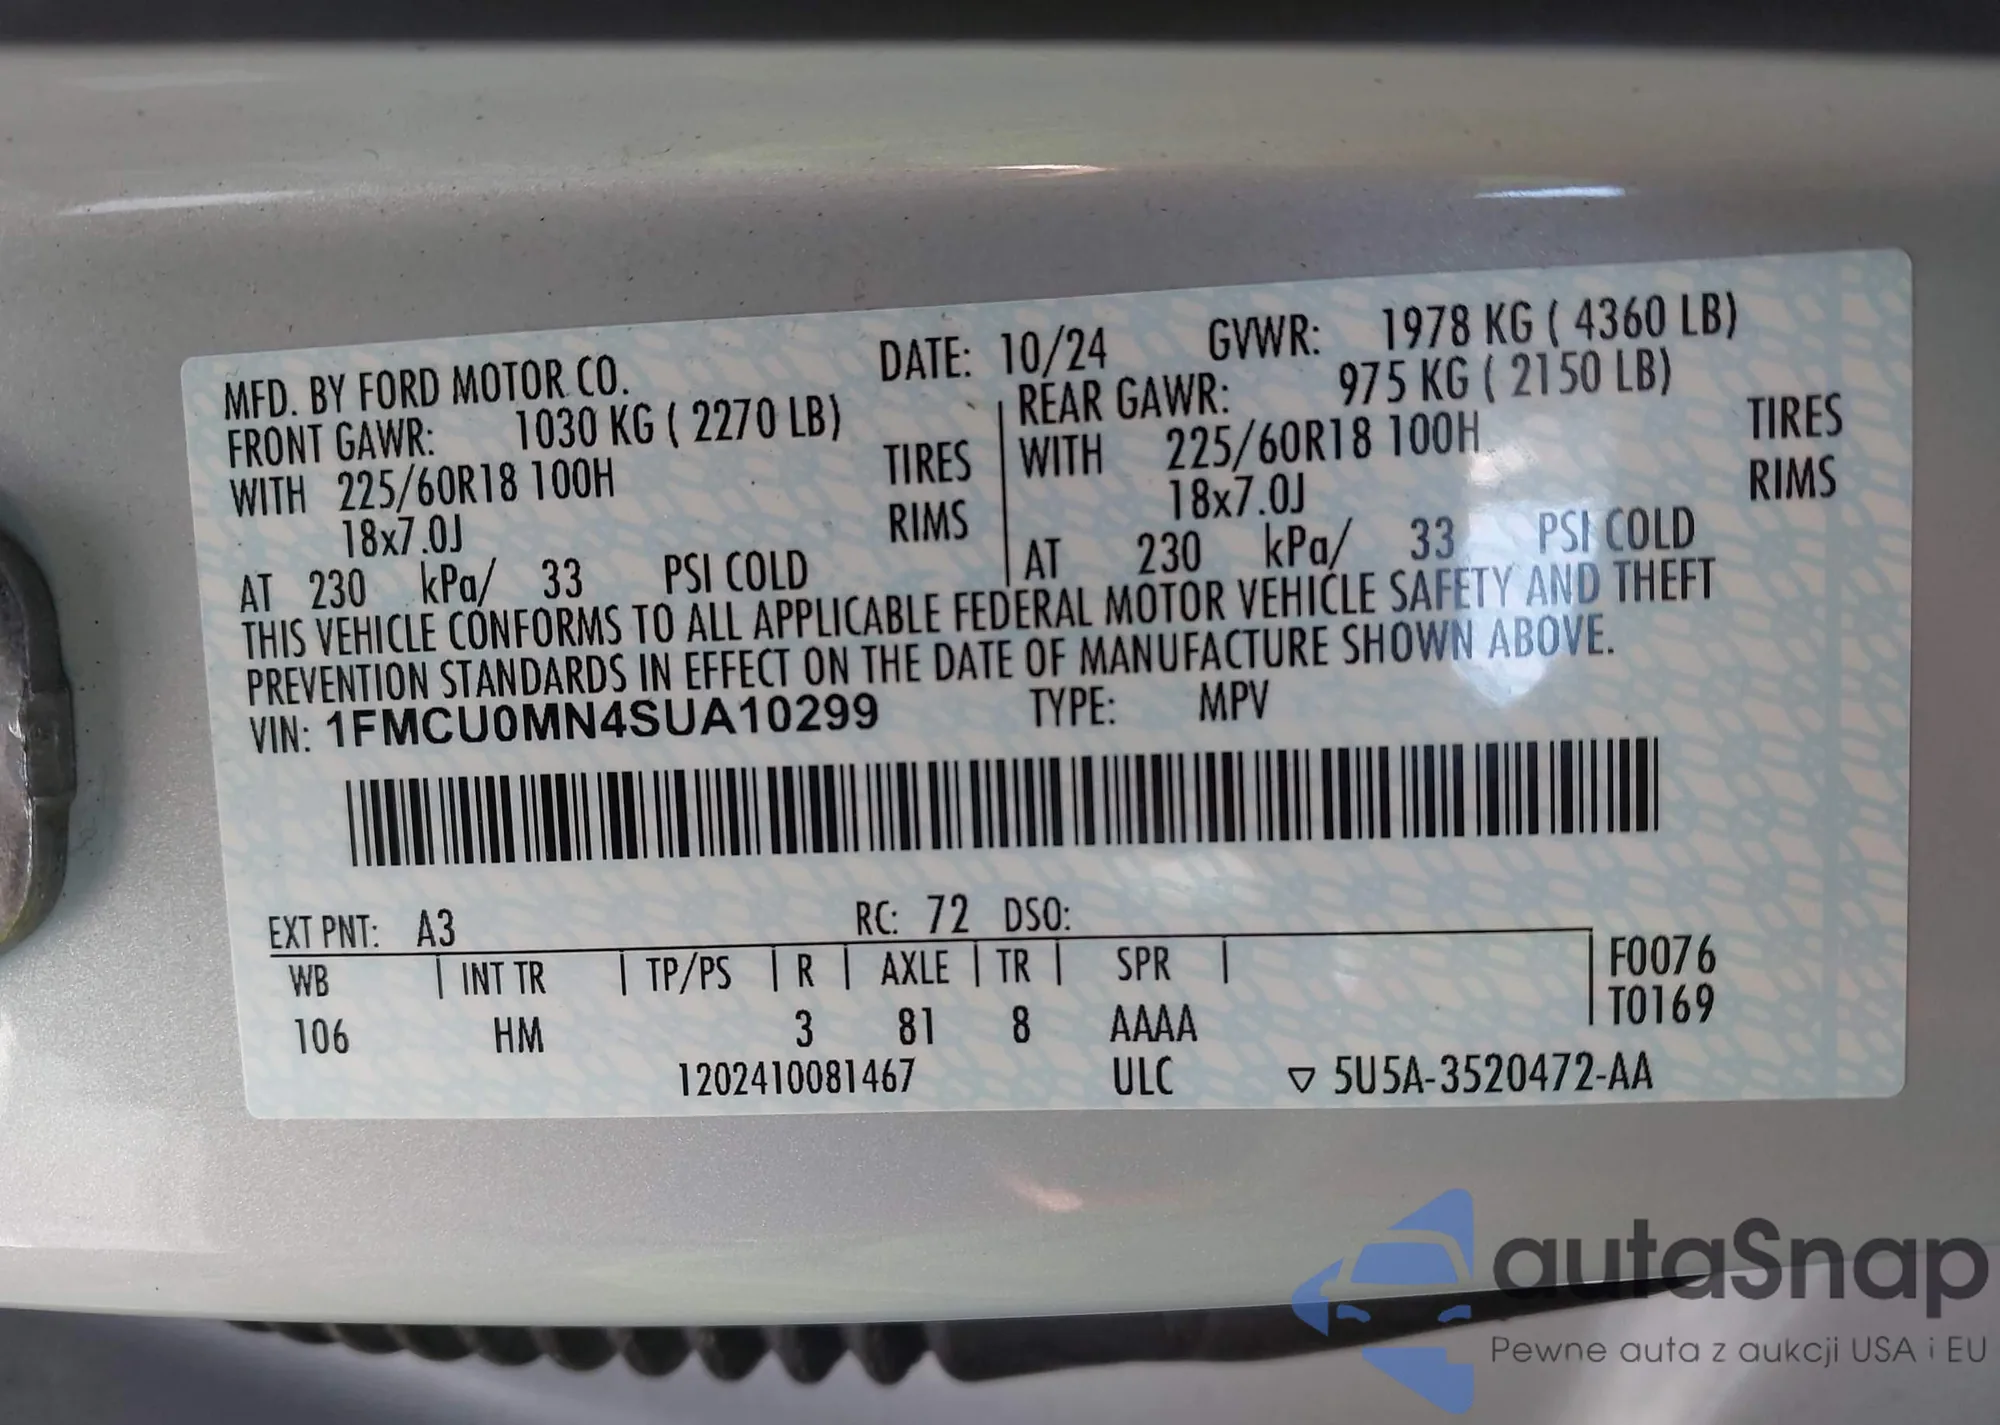 MFD. BY FORD MOTOR CO. DATE: 10/24 GVWR: 1978 KG ( 4360 LB)
FRONT GAWR: 1030 KG ( 2270 LB) REAR GAWR: 975 KG ( 2150 LB)
WITH 225/60R18 100H TIRES WITH 225/60R18 100H TIRES
18x7.0J RIMS 18x7.0J RIMS
AT 230 kPa/ 33 PSI COLD AT 230 kPa/ 33 PSI COLD
THIS VEHICLE CONFORMS TO ALL APPLICABLE FEDERAL MOTOR VEHICLE SAFETY AND THEFT
PREVENTION STANDARDS IN EFFECT ON THE DATE OF MANUFACTURE SHOWN ABOVE.
VIN: 1FMCU0MN4SUA10299 TYPE: MPV
EXT PNT: A3 RC: 72 DSO:
WB INT TR TP/PS R AXLE TR SPR F0076
T0169
106 HM 3 81 8 AAAA
1202410081467 ULC ▽ 5U5A-3520472-AA
autaSnap
Pewne auta z aukcji USA i EU